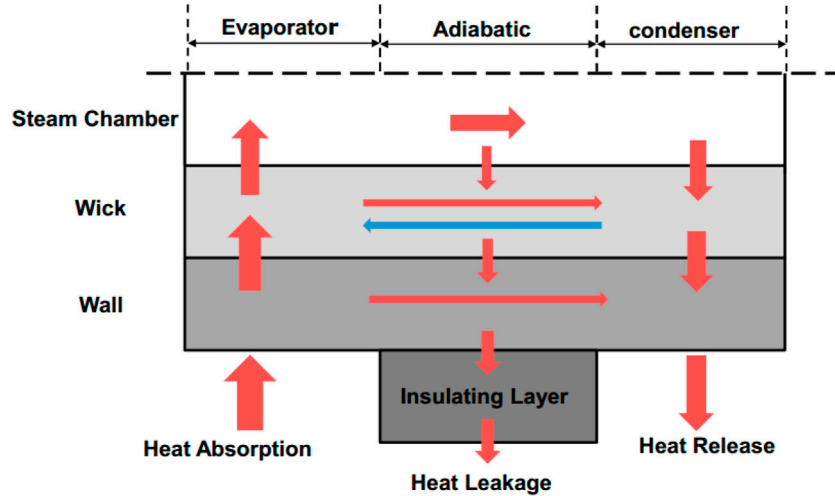 Evaporator
Adiabatic
condenser
Steam Chamber
Wick
Wall
Insulating Layer
Heat Absorption
Heat Release
Heat Leakage